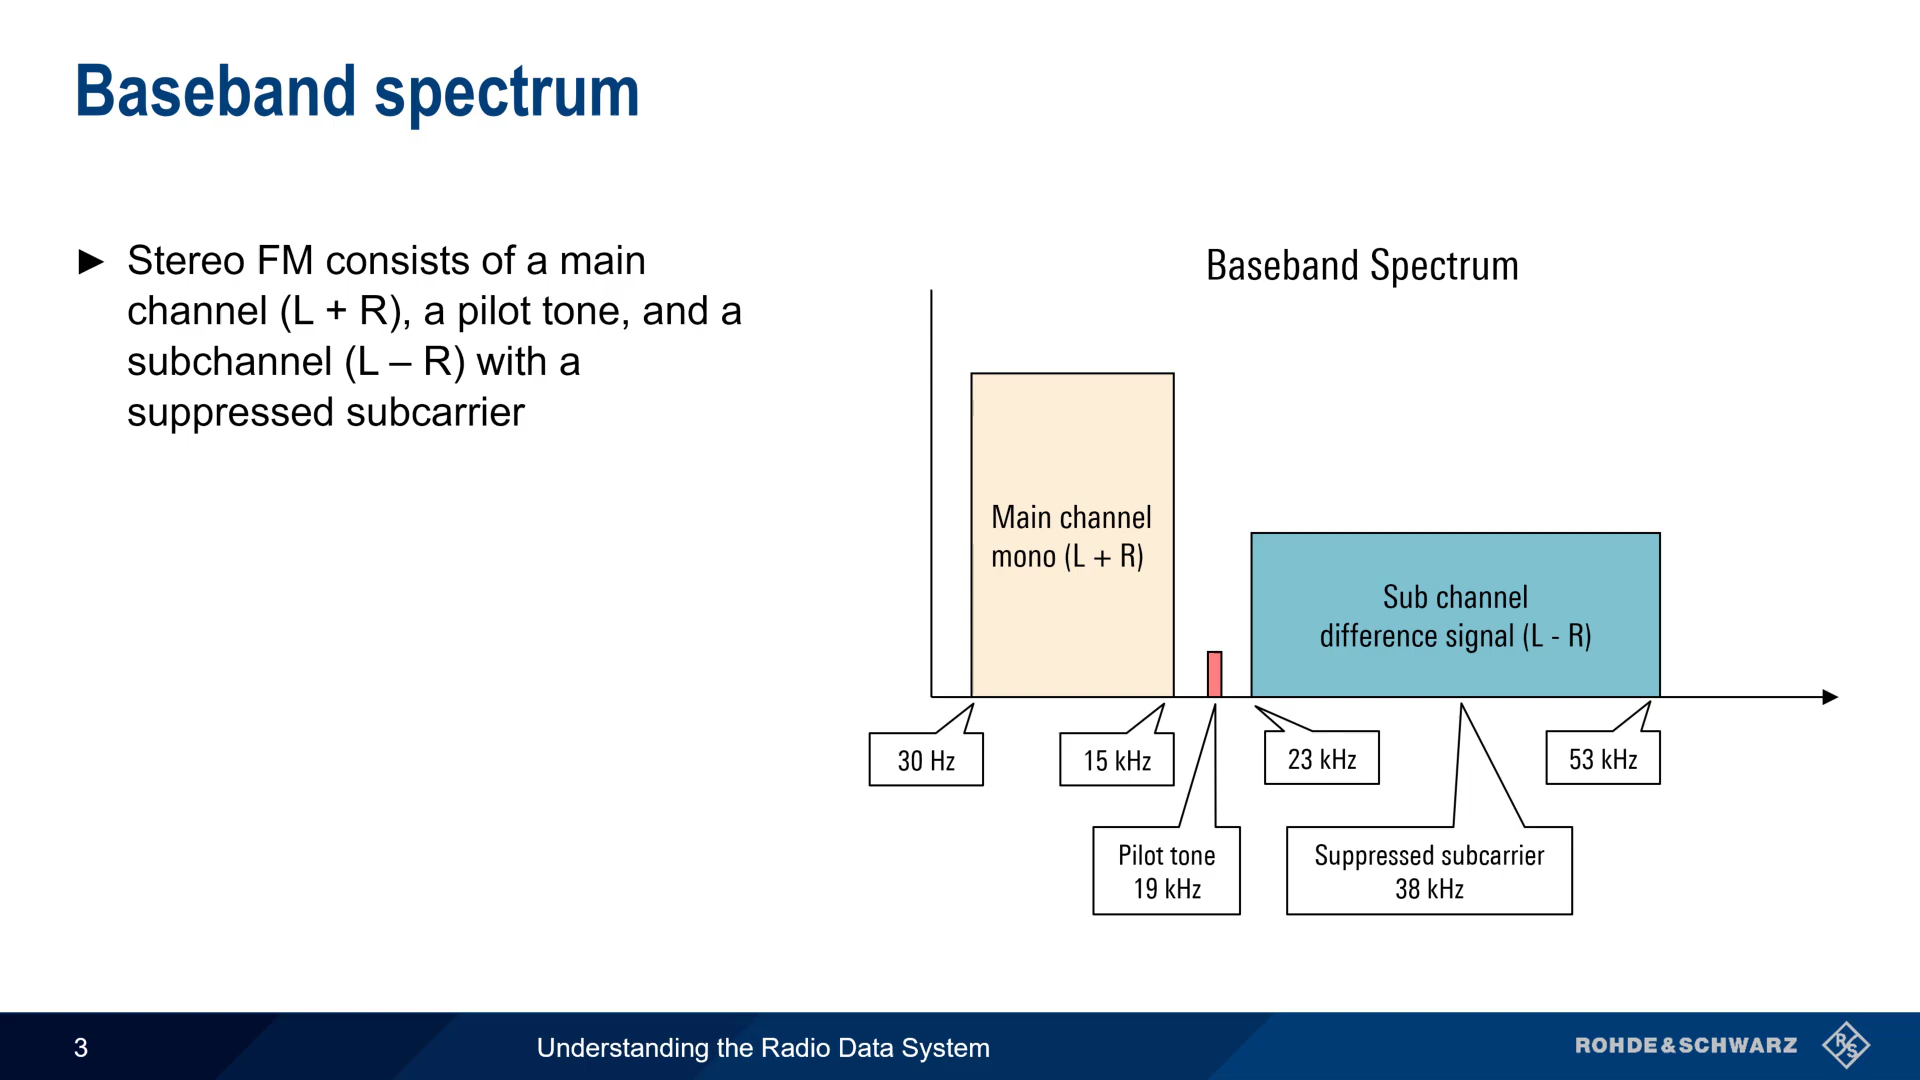 Baseband spectrum
► Stereo FM consists of a main
channel (L + R), a pilot tone, and a
subchannel (L – R) with a
suppressed subcarrier
Baseband Spectrum
Main channel
mono (L + R)
Sub channel
difference signal (L - R)
30 Hz
15 kHz
23 kHz
53 kHz
Pilot tone
19 kHz
Suppressed subcarrier
38 kHz
3
Understanding the Radio Data System
ROHDE&SCHWARZ
R&S